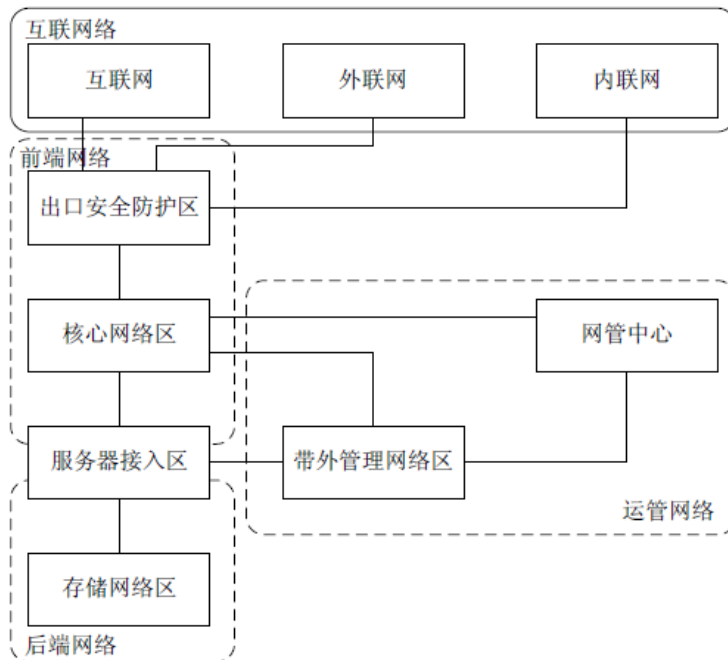 互联网络
互联网
外联网
内联网
前端网络
出口安全防护区
核心网络区
网管中心
服务器接入区
带外管理网络区
运管网络
存储网络区
后端网络